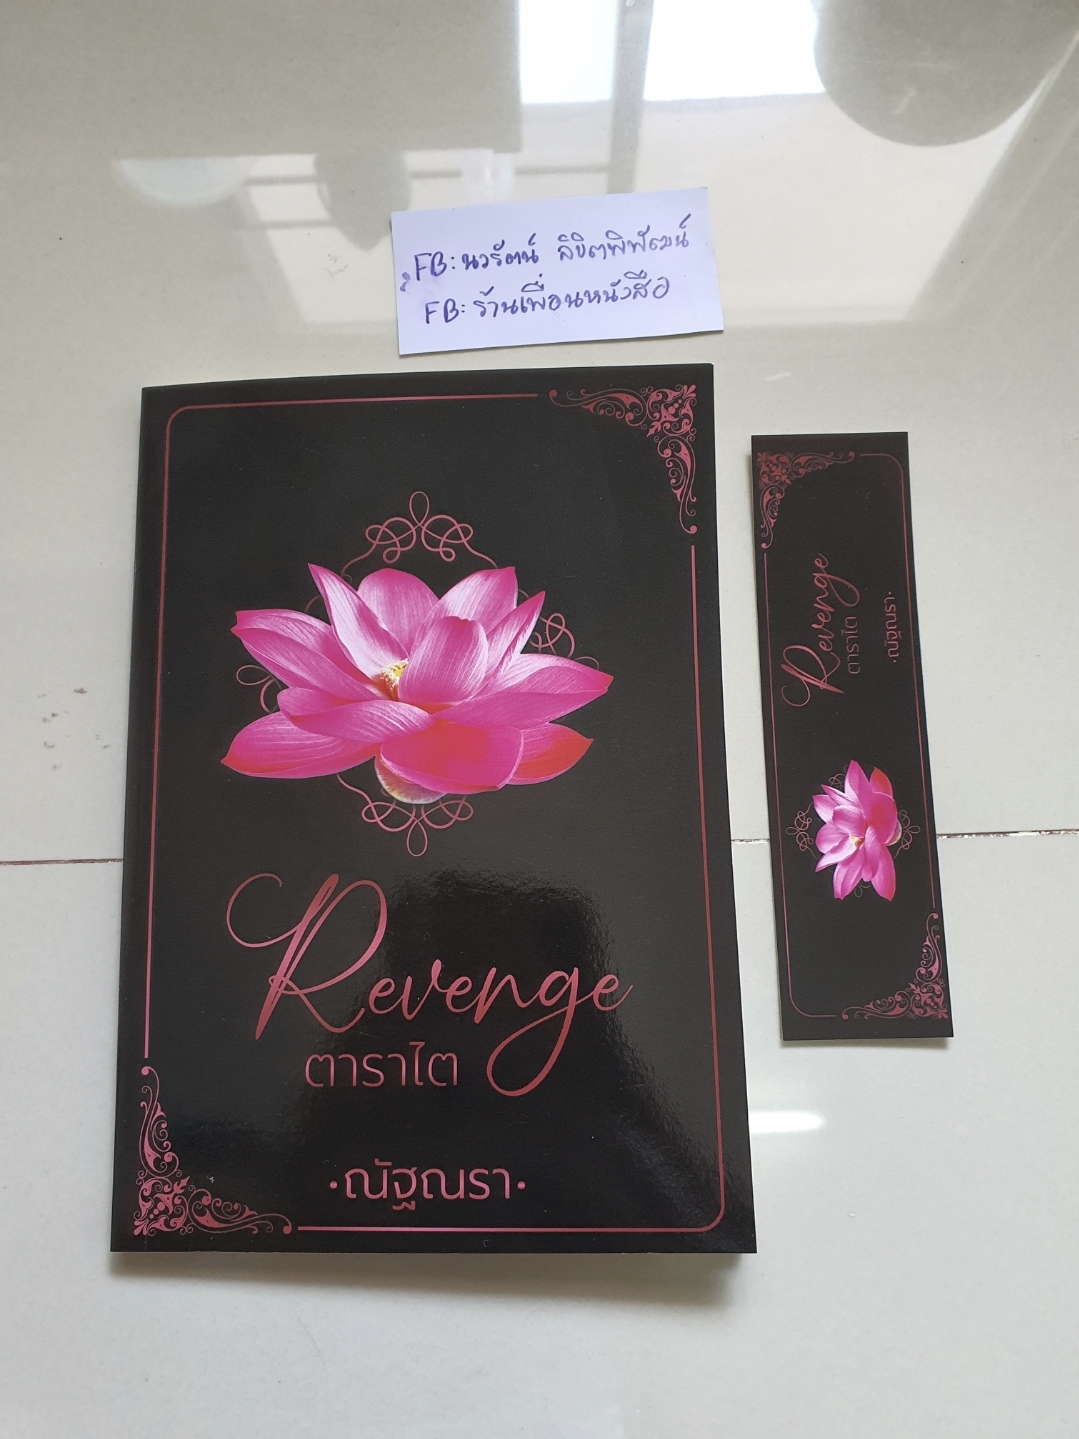 FB: นวรัตน์ ลิขิตพิพัฒน์
FB: ร้านเพื่อนหนังสือ
Revenge
ตาราไต
·ณัฐณรา·
Revenge
ตาราไต
·ณัฐณรา·